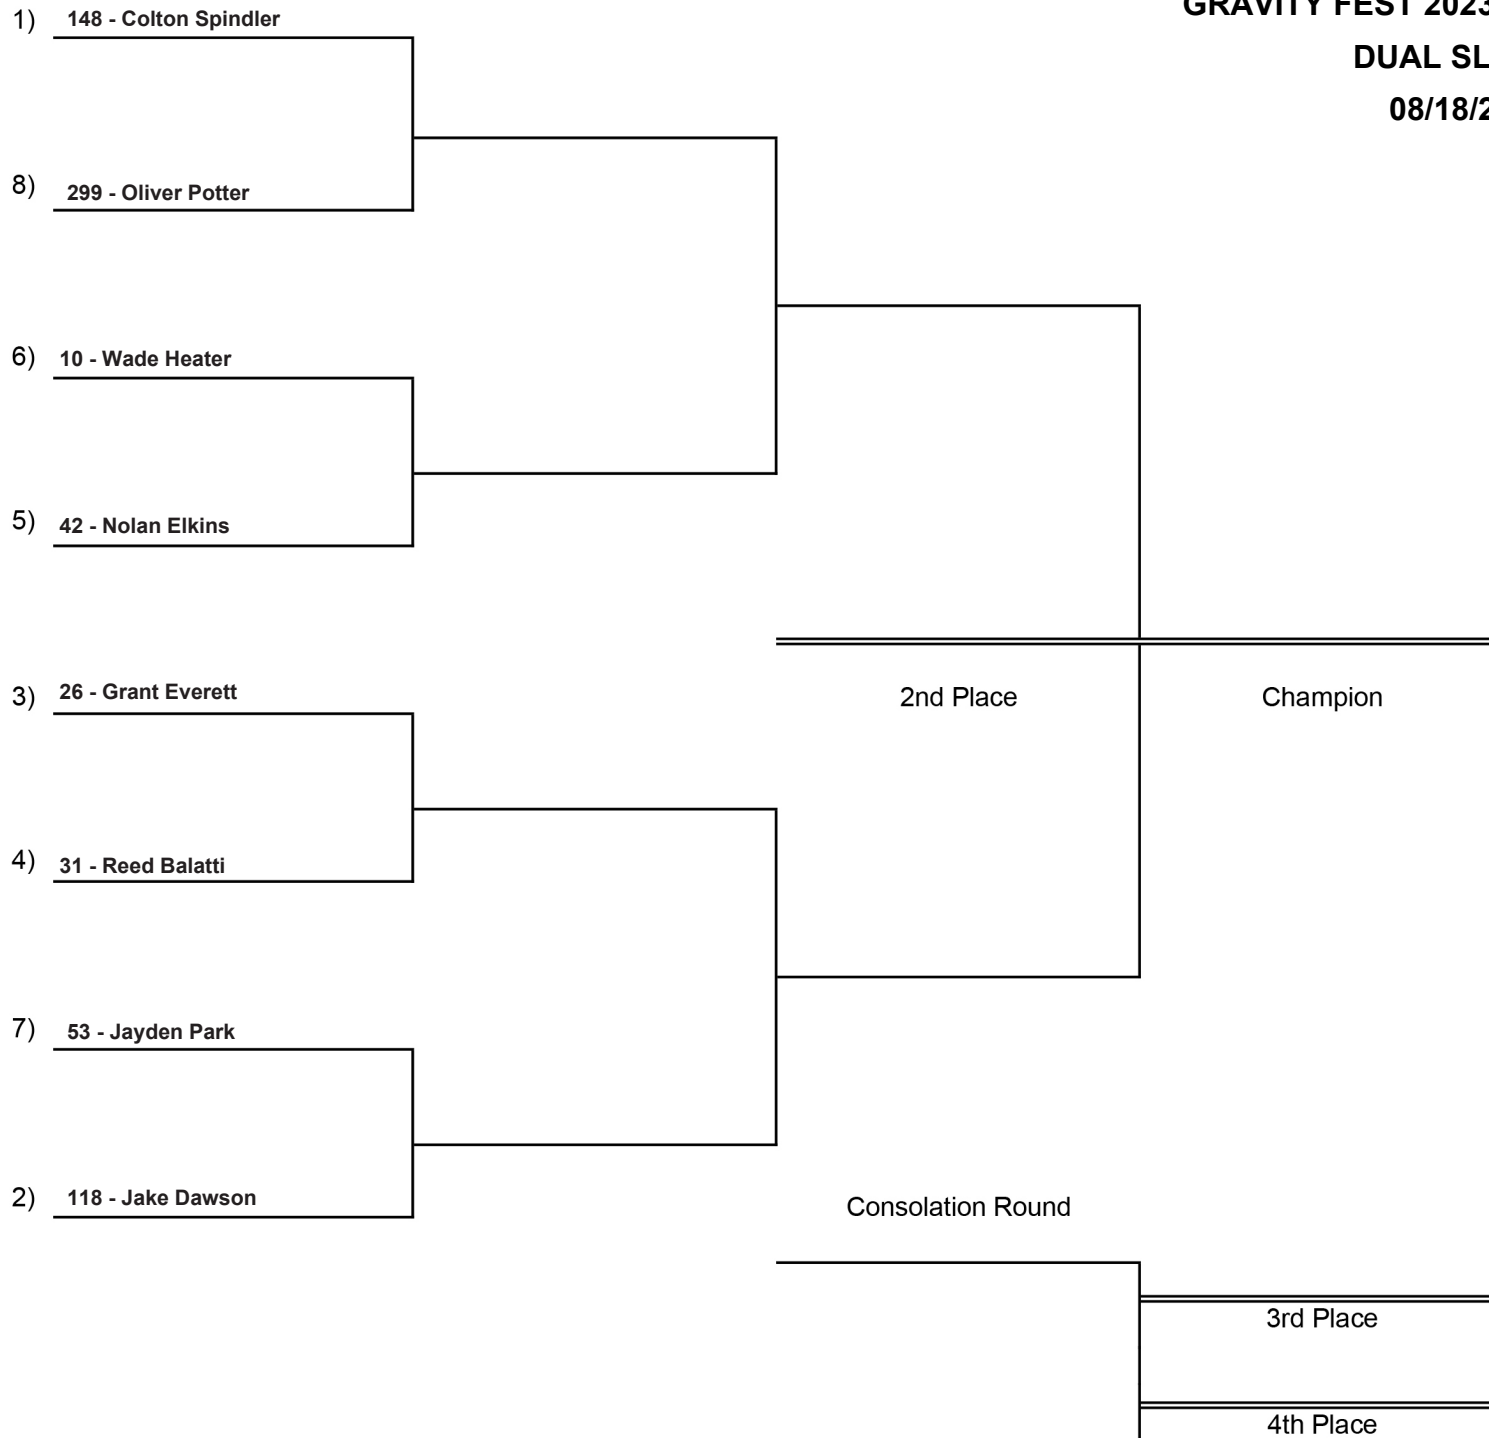 GRAVITY FEST 2023
DUAL SL
08/18/2
1) 148 - Colton Spindler
8) 299 - Oliver Potter
6) 10 - Wade Heater
5) 42 - Nolan Elkins
3) 26 - Grant Everett
2nd Place
Champion
4) 31 - Reed Balatti
7) 53 - Jayden Park
2) 118 - Jake Dawson
Consolation Round
3rd Place
4th Place